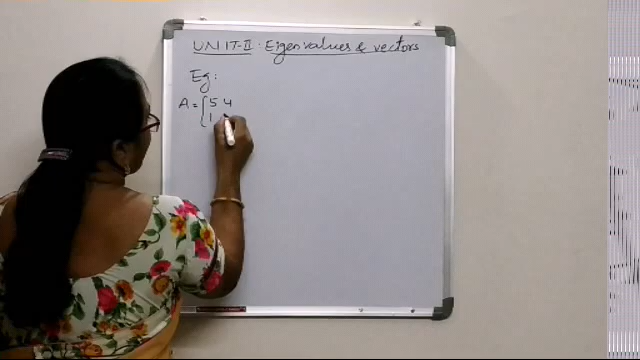 UNIT-II : Eigen values & vectors
Eg:
A = [ 5 4
1